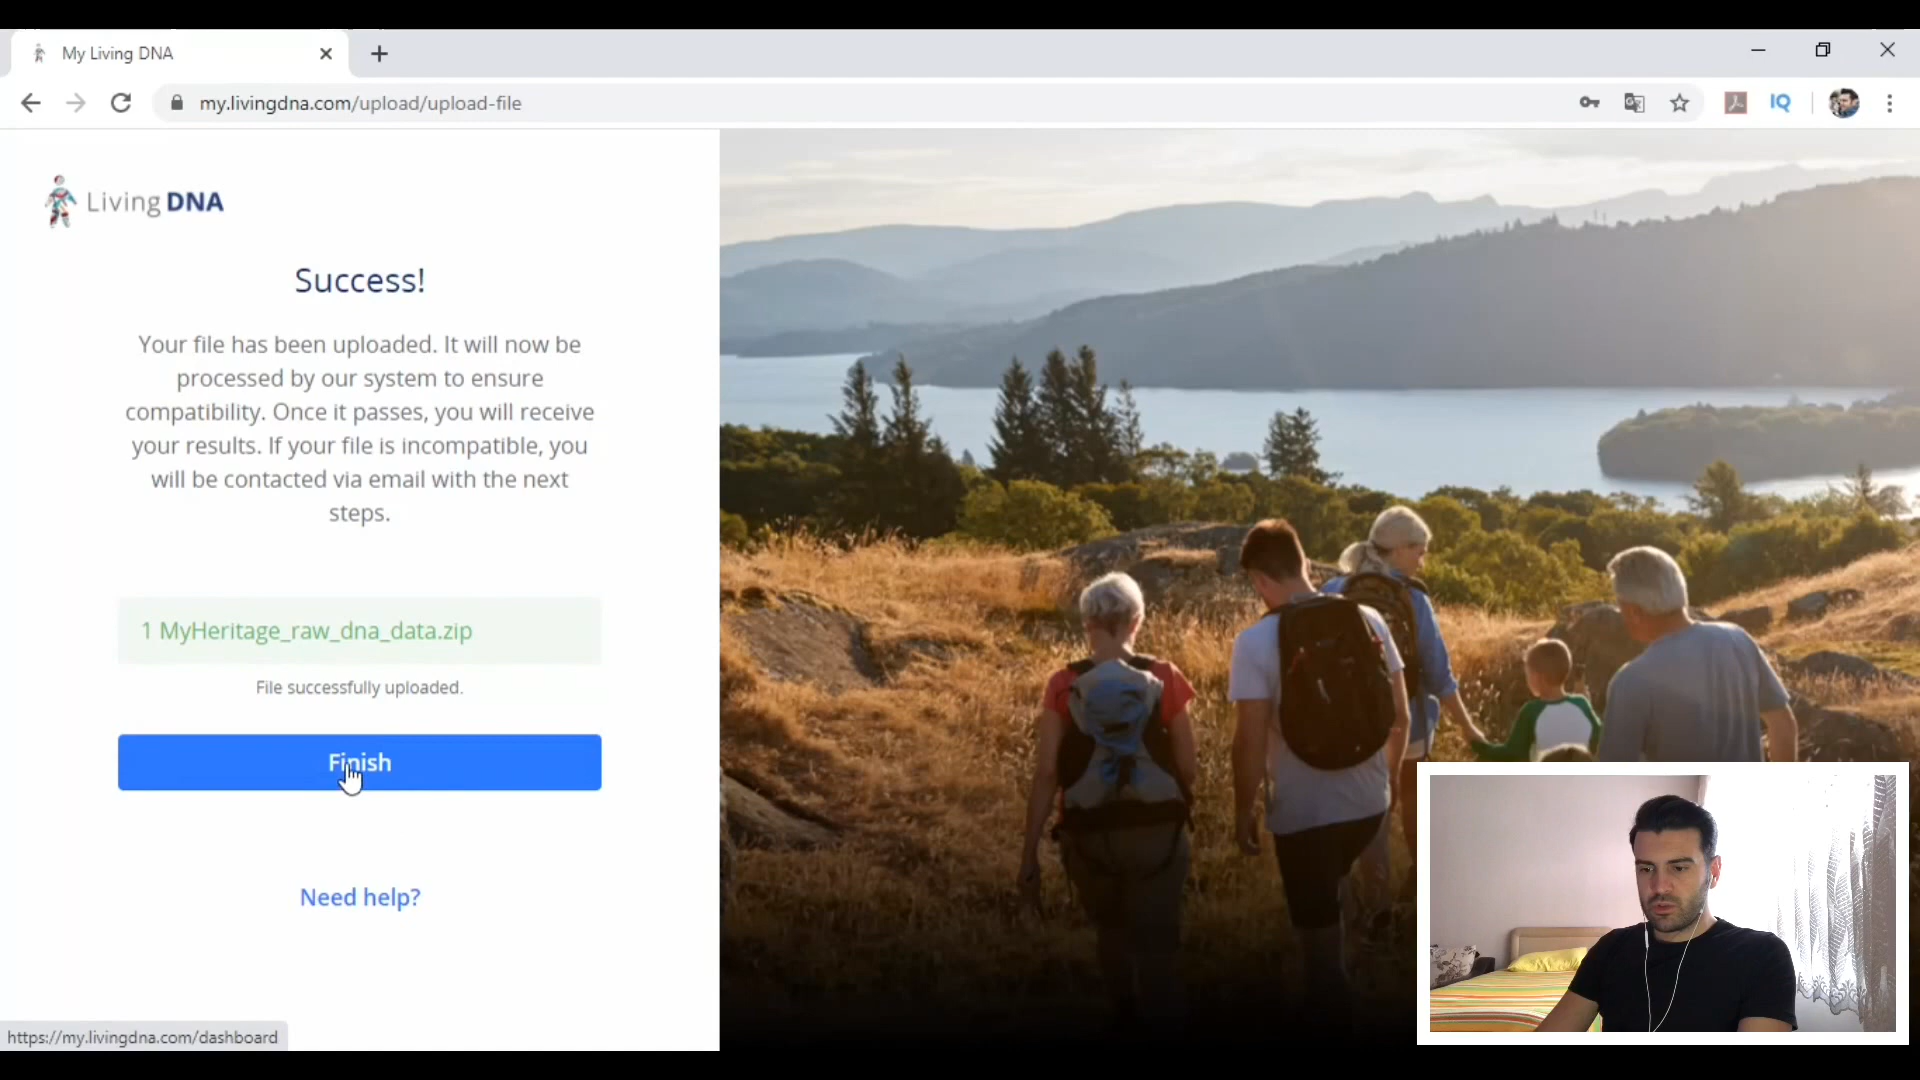 My Living DNA
my.livingdna.com/upload/upload-file
IQ
Living DNA
Success!
Your file has been uploaded. It will now be
processed by our system to ensure
compatibility. Once it passes, you will receive
your results. If your file is incompatible, you
will be contacted via email with the next
steps.
1 MyHeritage_raw_dna_data.zip
File successfully uploaded.
Finish
Need help?
https://my.livingdna.com/dashboard